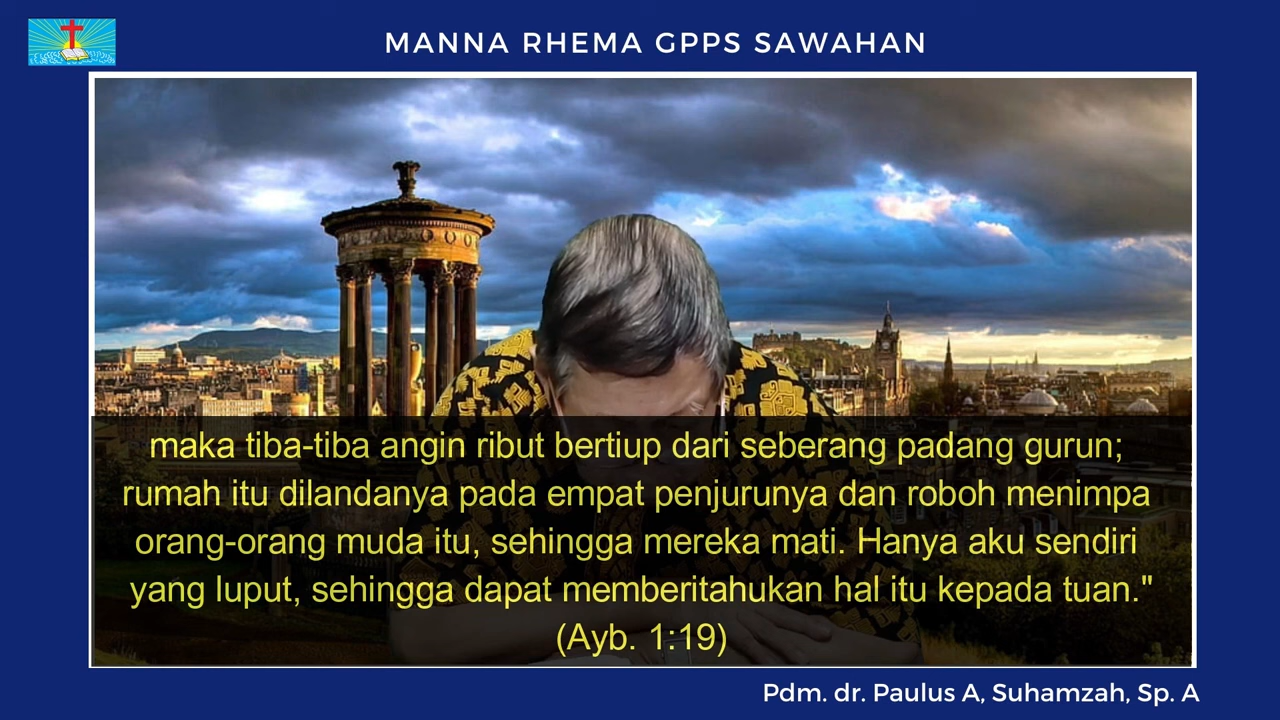 MANNA RHEMA GPPS SAWAHAN
maka tiba-tiba angin ribut bertiup dari seberang padang gurun;
rumah itu dilandanya pada empat penjurunya dan roboh menimpa
orang-orang muda itu, sehingga mereka mati. Hanya aku sendiri
yang luput, sehingga dapat memberitahukan hal itu kepada tuan."
(Ayb. 1:19)
Pdm. dr. Paulus A, Suhamzah, Sp. A